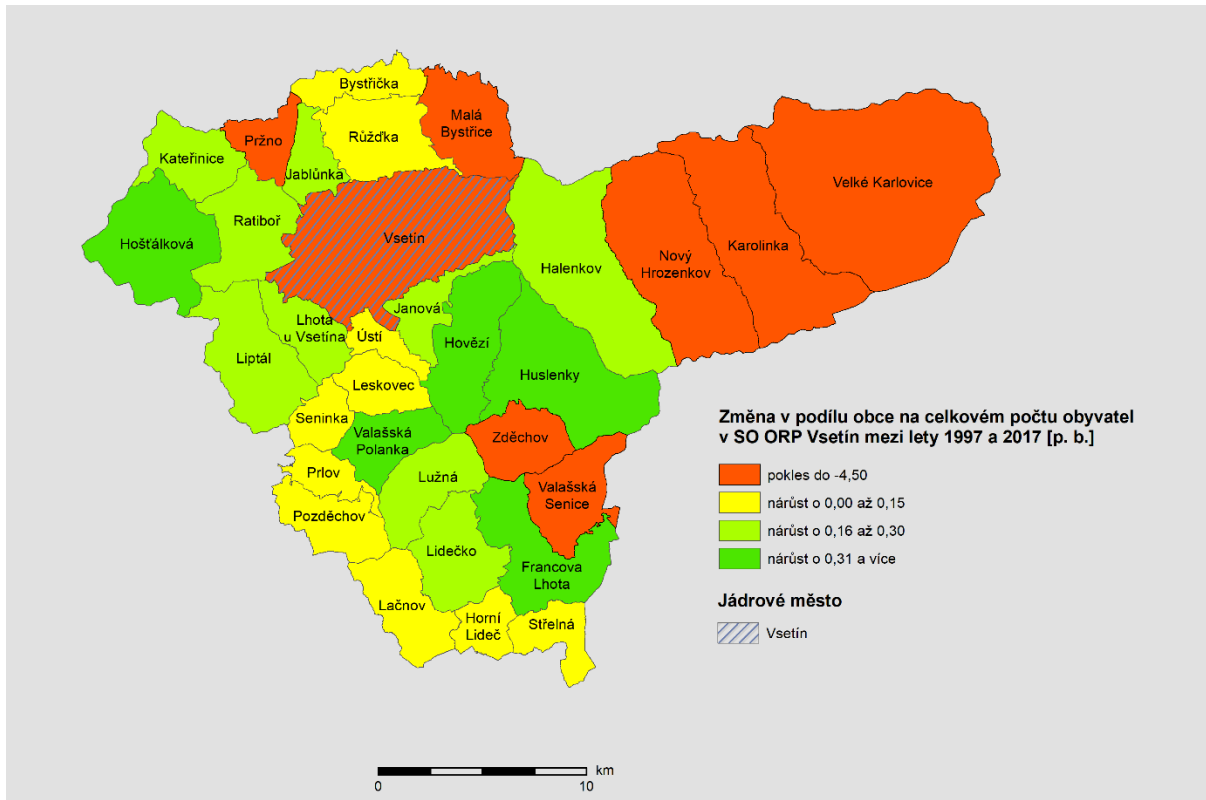 Bystřička
Malá
Bystřice
Růžďka
Pržno
Kateřinice
Jablůnka
Velké Karlovice
Ratiboř
Hošťálková
Vsetín
Karolinka
Nový
Hrozenkov
Halenkov
Janová
Lhota
u Vsetína
Ústí
Hovězí
Liptál
Huslenky
Leskovec
Seninka
Valašská
Polanka
Zděchov
Prlov
Lužná
Valašská
Senice
Pozděchov
Lidečko
Francova
Lhota
Lačnov
Horní
Lideč
Střelná
Změna v podílu obce na celkovém počtu obyvatel
v SO ORP Vsetín mezi lety 1997 a 2017 [p. b.]
pokles do -4,50
nárůst o 0,00 až 0,15
nárůst o 0,16 až 0,30
nárůst o 0,31 a více
Jádrové město
Vsetín
km
0 10